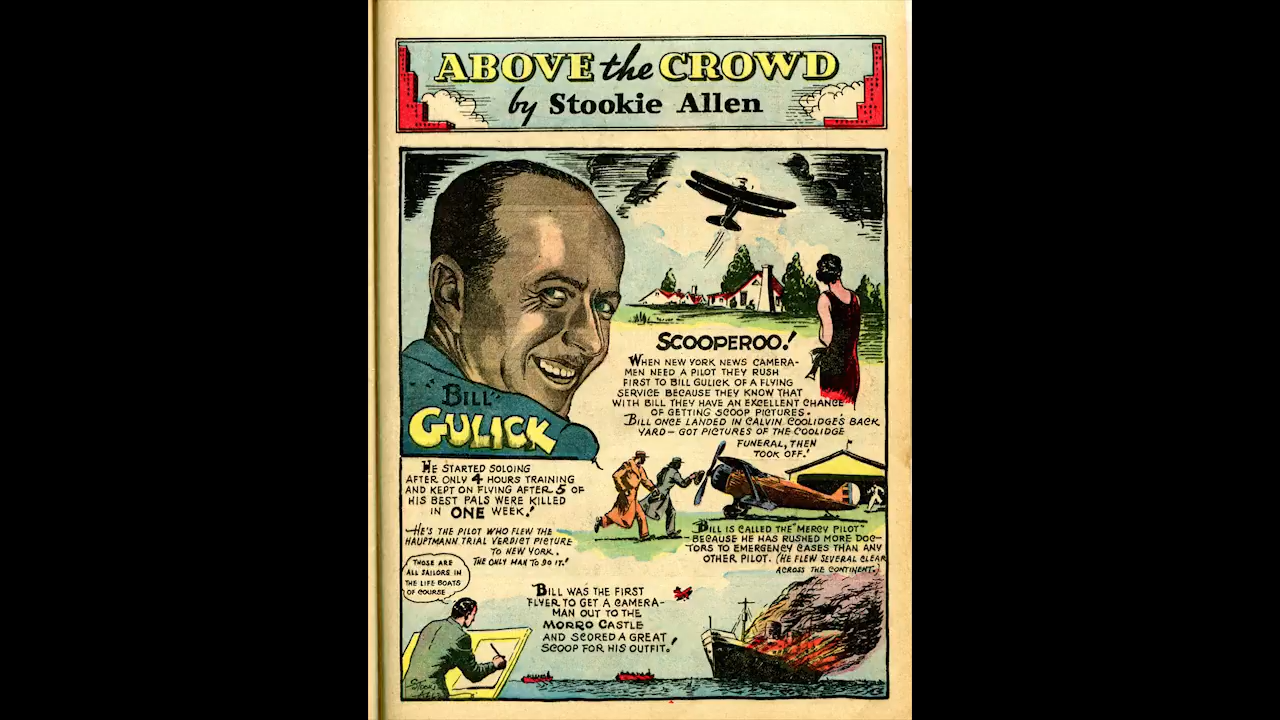 ABOVE the CROWD
by Stookie Allen
BILL
GULICK
SCOOPEROO!
WHEN NEW YORK NEWS CAMERA-
MEN NEED A PILOT THEY RUSH
FIRST TO BILL GULICK OF A FLYING
SERVICE BECAUSE THEY KNOW THAT
WITH BILL THEY HAVE AN EXCELLENT CHANCE
OF GETTING SCOOP PICTURES.
BILL ONCE LANDED IN CALVIN COOLIDGE'S BACK
YARD — GOT PICTURES OF THE COOLIDGE
FUNERAL, THEN
TOOK OFF!
HE STARTED SOLOING
AFTER ONLY 4 HOURS TRAINING
AND KEPT ON FLYING AFTER 5 OF
HIS BEST PALS WERE KILLED
IN ONE WEEK!
HE'S THE PILOT WHO FLEW THE
HAUPTMANN TRIAL VERDICT PICTURE
TO NEW YORK.
THE ONLY MAN TO DO IT!
BILL IS CALLED THE "MERCY PILOT"
BECAUSE HE HAS RUSHED MORE DOC-
TORS TO EMERGENCY CASES THAN ANY
OTHER PILOT. (HE FLEW SEVERAL CLEAR
ACROSS THE CONTINENT.)
THOSE ARE
ALL SAILORS IN
THE LIFE BOATS
OF COURSE
BILL WAS THE FIRST
FLYER TO GET A CAMERA-
MAN OUT TO THE
MORRO CASTLE
AND SCORED A GREAT
SCOOP FOR HIS OUTFIT!
STOOKIE
ALLEN